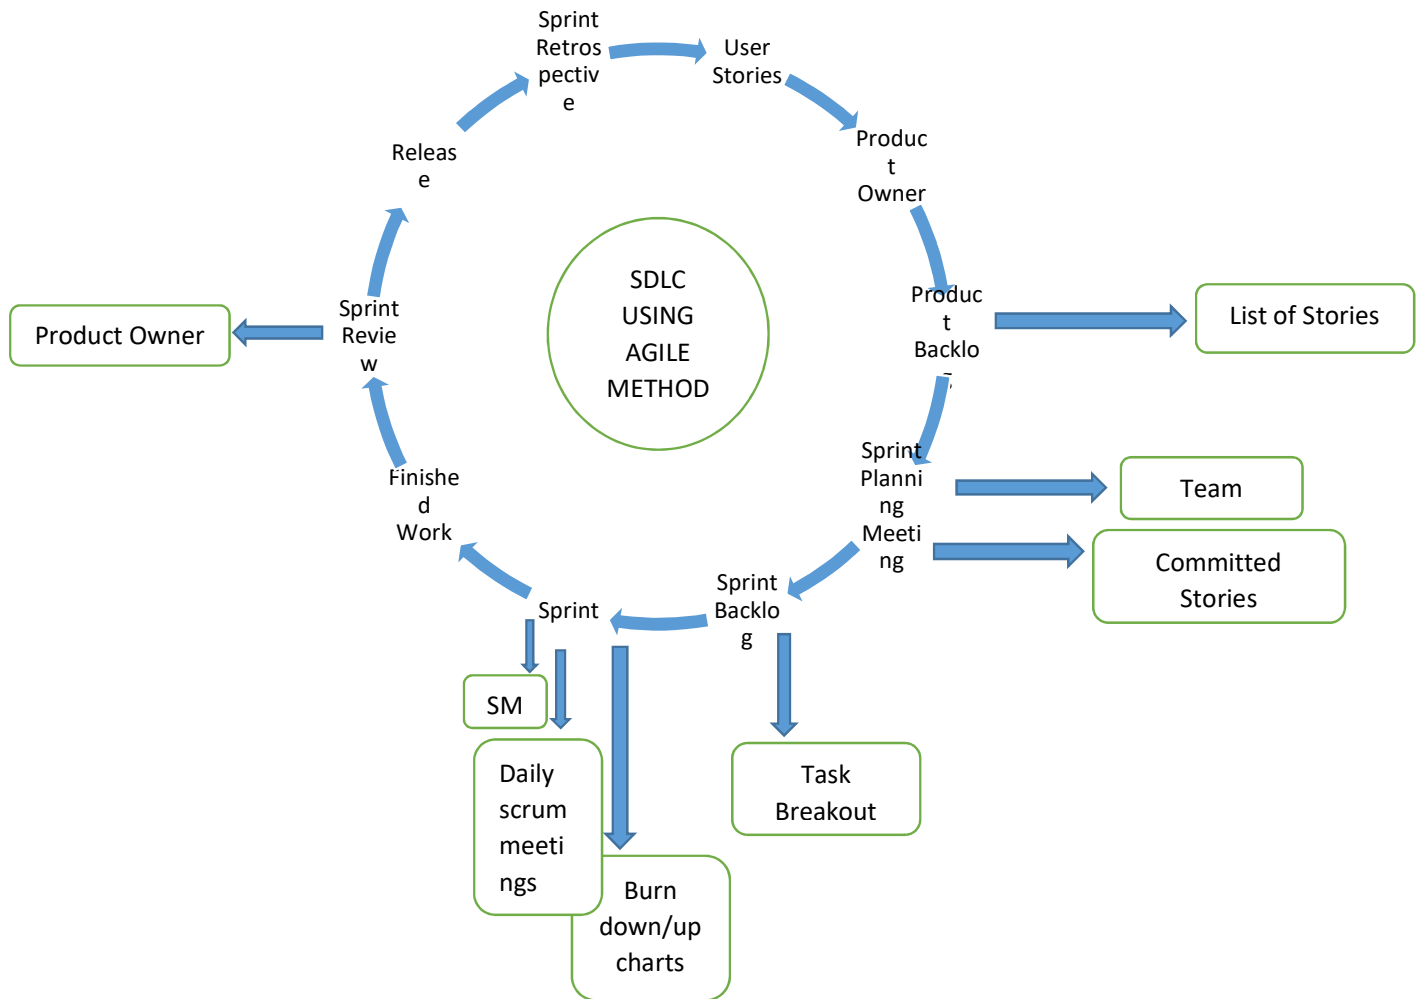 Sprint
Retros
pectiv
e
User
Stories
Produc
t
Owner
Produc
t
Backlo
g
List of Stories
Sprint
Planni
ng
Meeti
ng
Team
Committed
Stories
Sprint
Backlo
g
Task
Breakout
Sprint
SM
Daily
scrum
meeti
ngs
Burn
down/up
charts
Finishe
d
Work
Sprint
Revie
w
Product Owner
Releas
e
SDLC
USING
AGILE
METHOD